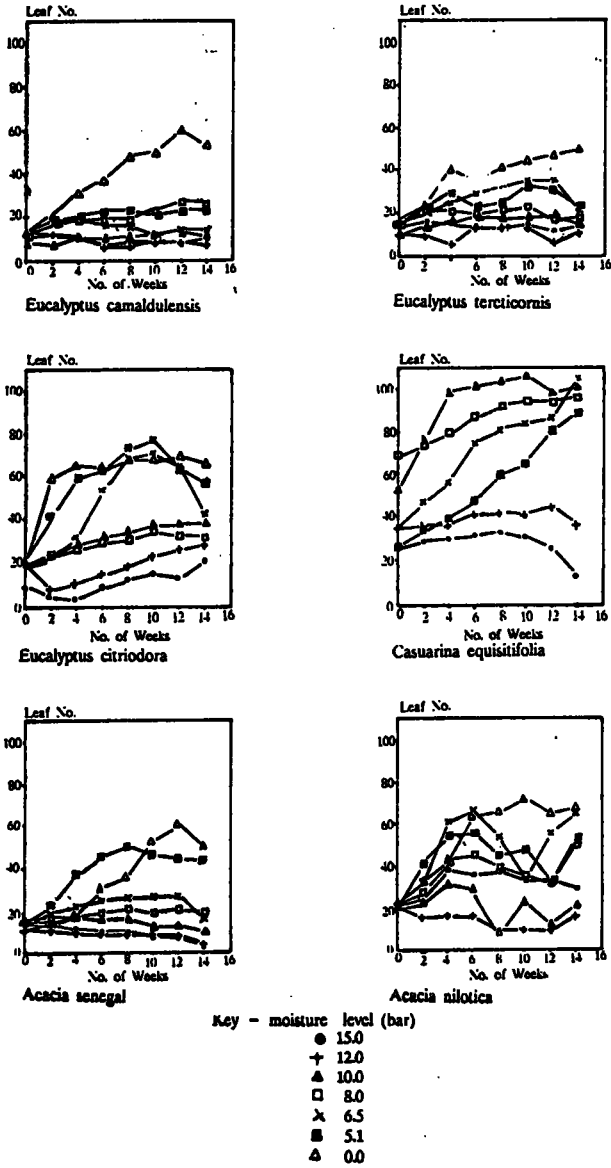 Leaf No.
100
80
60
40
20
0
0 2 4 6 8 10 12 14 16
No. of Weeks
Eucalyptus camaldulensis
Leaf No.
100
80
60
40
20
0
0 2 4 6 8 10 12 14 16
No. of Weeks
Eucalyptus tercticornis
Leaf No.
100
80
60
40
20
0
0 2 4 6 8 10 12 14 16
No. of Weeks
Eucalyptus citriodora
Leaf No.
100
80
60
40
20
0
0 2 4 6 8 10 12 14 16
No. of Weeks
Casuarina equisitifolia
Leaf No.
100
80
60
40
20
0
0 2 4 6 8 10 12 14 16
No. of Weeks
Acacia senegal
Leaf No.
100
80
60
40
20
0
0 2 4 6 8 10 12 14 16
No. of Weeks
Acacia nilotica
Key - moisture level (bar)
15.0
12.0
10.0
8.0
6.5
5.1
0.0